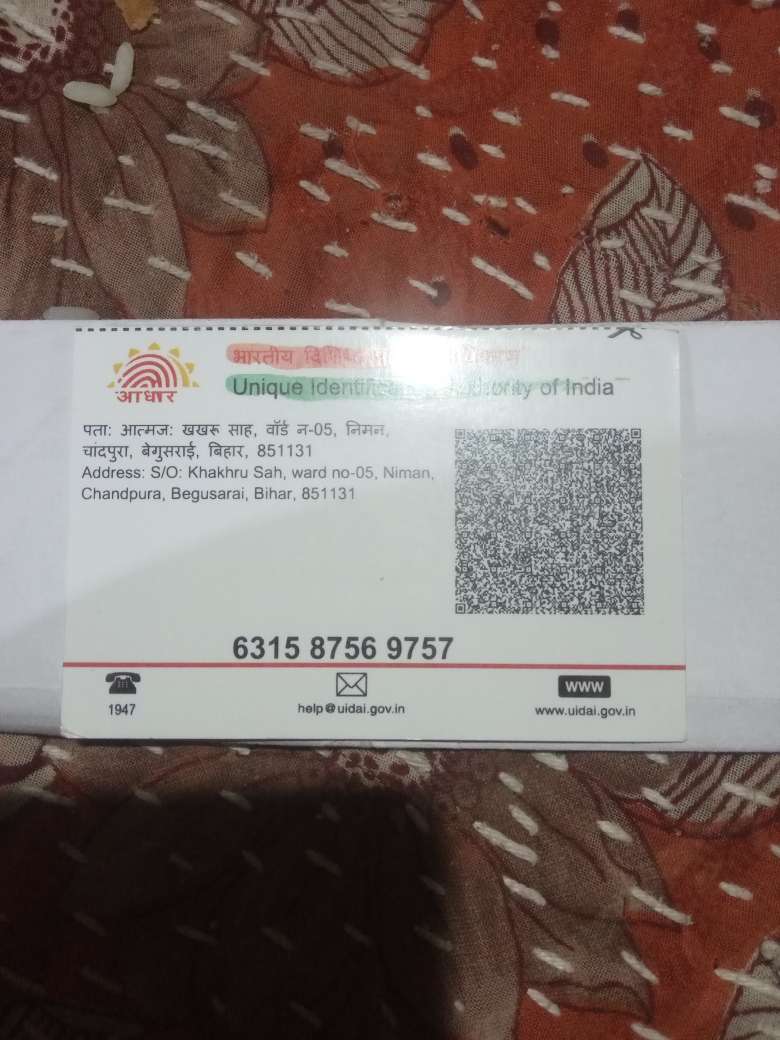 भारतीय
Unique Identification Authority of India
आधार
पता: आत्मज: खखरू साह, वॉर्ड न-05, निमन,
चांदपुरा, बेगुसराई, बिहार, 851131
Address: S/O: Khakhru Sah, ward no-05, Niman,
Chandpura, Begusarai, Bihar, 851131
6315 8756 9757
1947
help@uidai.gov.in
WWW
www.uidai.gov.in